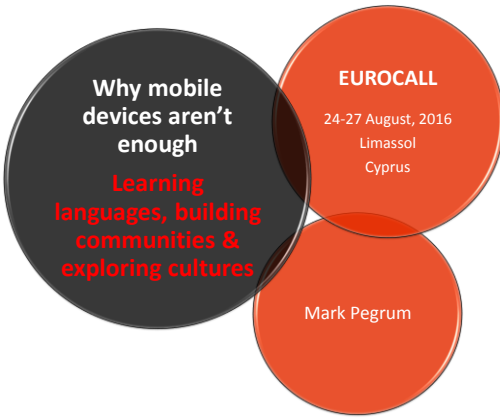 Why mobile
devices aren't
enough
Learning
languages, building
communities &
exploring cultures
EUROCALL
24-27 August, 2016
Limassol
Cyprus
Mark Pegrum